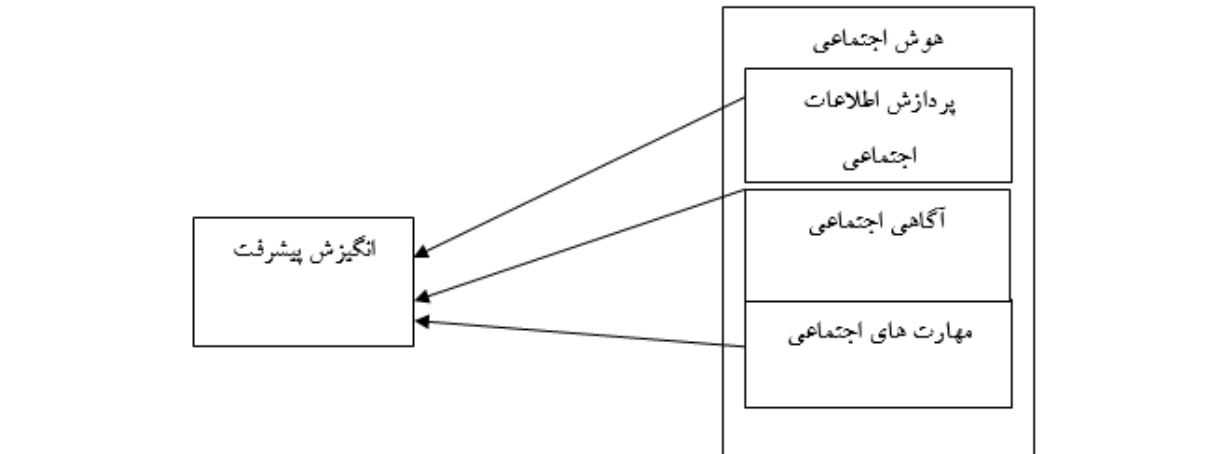 هوش اجتماعی
پردازش اطلاعات
اجتماعی
آگاهی اجتماعی
انگیزش پیشرفت
مهارت های اجتماعی